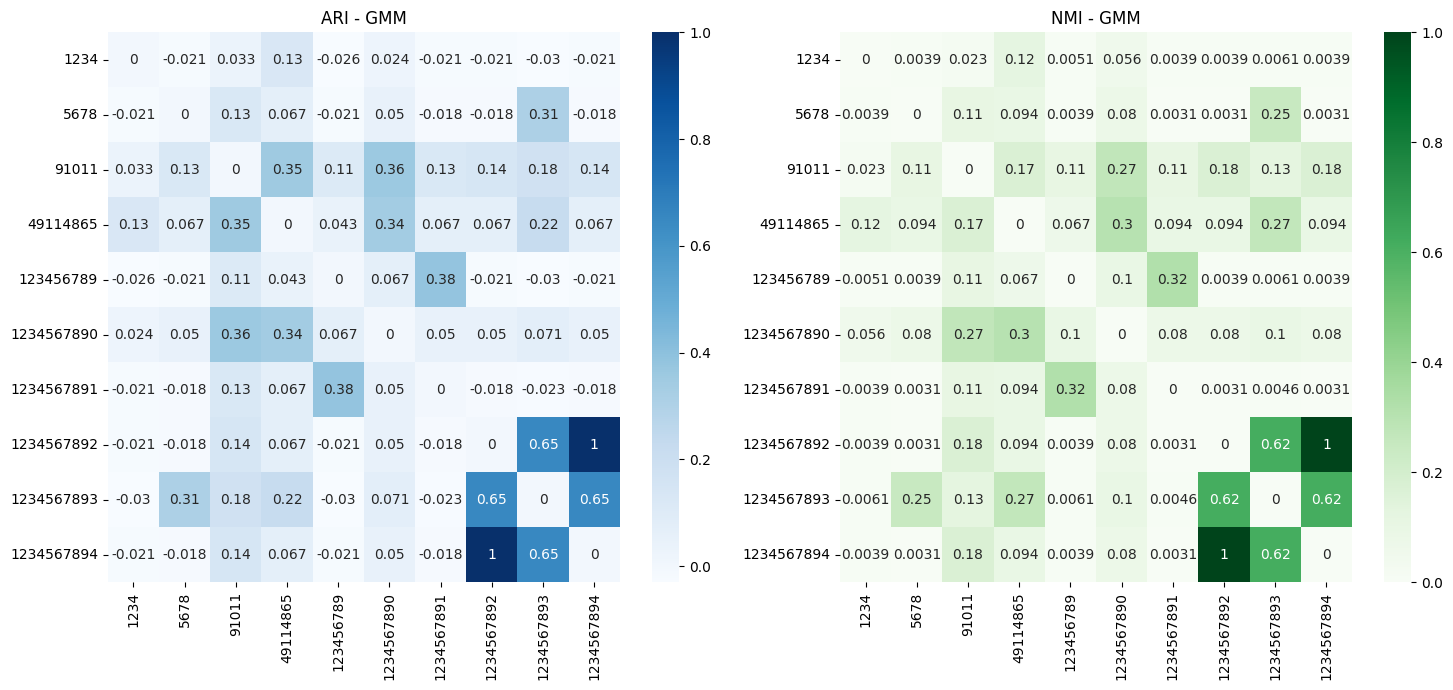 ARI - GMM
1234 0 -0.021 0.033 0.13 -0.026 0.024 -0.021 -0.021 -0.03 -0.021
5678 -0.021 0 0.13 0.067 -0.021 0.05 -0.018 -0.018 0.31 -0.018
91011 0.033 0.13 0 0.35 0.11 0.36 0.13 0.14 0.18 0.14
49114865 0.13 0.067 0.35 0 0.043 0.34 0.067 0.067 0.22 0.067
123456789 -0.026 -0.021 0.11 0.043 0 0.067 0.38 -0.021 -0.03 -0.021
1234567890 0.024 0.05 0.36 0.34 0.067 0 0.05 0.05 0.071 0.05
1234567891 -0.021 -0.018 0.13 0.067 0.38 0.05 0 -0.018 -0.023 -0.018
1234567892 -0.021 -0.018 0.14 0.067 -0.021 0.05 -0.018 0 0.65 1
1234567893 -0.03 0.31 0.18 0.22 -0.03 0.071 -0.023 0.65 0 0.65
1234567894 -0.021 -0.018 0.14 0.067 -0.021 0.05 -0.018 1 0.65 0
1234 5678 91011 49114865 123456789 1234567890 1234567891 1234567892 1234567893 1234567894
1.0
0.8
0.6
0.4
0.2
0.0
NMI - GMM
1234 0 0.0039 0.023 0.12 0.0051 0.056 0.0039 0.0039 0.0061 0.0039
5678 0.0039 0 0.11 0.094 0.0039 0.08 0.0031 0.0031 0.25 0.0031
91011 0.023 0.11 0 0.17 0.11 0.27 0.11 0.18 0.13 0.18
49114865 0.12 0.094 0.17 0 0.067 0.3 0.094 0.094 0.27 0.094
123456789 0.0051 0.0039 0.11 0.067 0 0.1 0.32 0.0039 0.0061 0.0039
1234567890 0.056 0.08 0.27 0.3 0.1 0 0.08 0.08 0.1 0.08
1234567891 0.0039 0.0031 0.11 0.094 0.32 0.08 0 0.0031 0.0046 0.0031
1234567892 0.0039 0.0031 0.18 0.094 0.0039 0.08 0.0031 0 0.62 1
1234567893 0.0061 0.25 0.13 0.27 0.0061 0.1 0.0046 0.62 0 0.62
1234567894 0.0039 0.0031 0.18 0.094 0.0039 0.08 0.0031 1 0.62 0
1234 5678 91011 49114865 123456789 1234567890 1234567891 1234567892 1234567893 1234567894
1.0
0.8
0.6
0.4
0.2
0.0